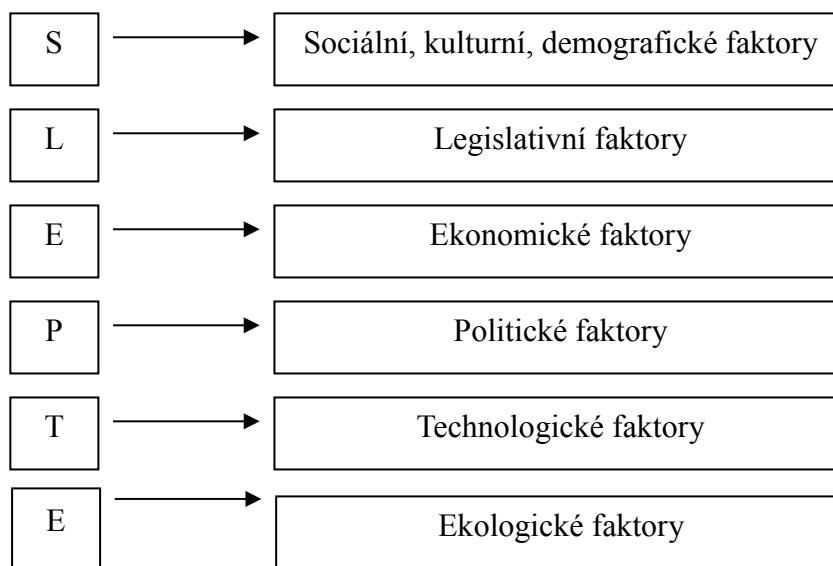 S Sociální, kulturní, demografické faktory
L Legislativní faktory
E Ekonomické faktory
P Politické faktory
T Technologické faktory
E Ekologické faktory